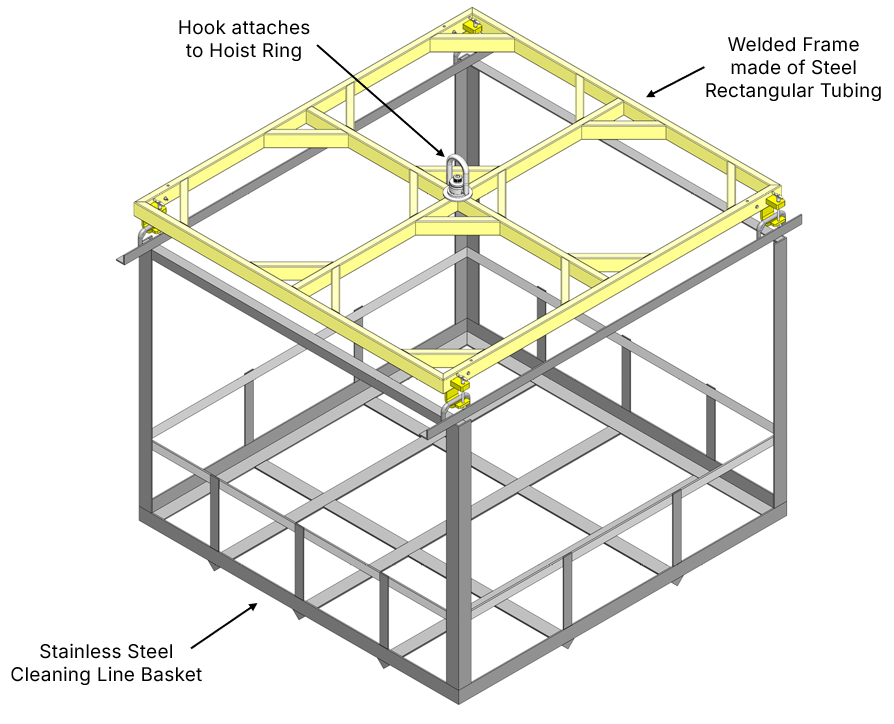 Hook attaches
to Hoist Ring
Welded Frame
made of Steel
Rectangular Tubing
Stainless Steel
Cleaning Line Basket